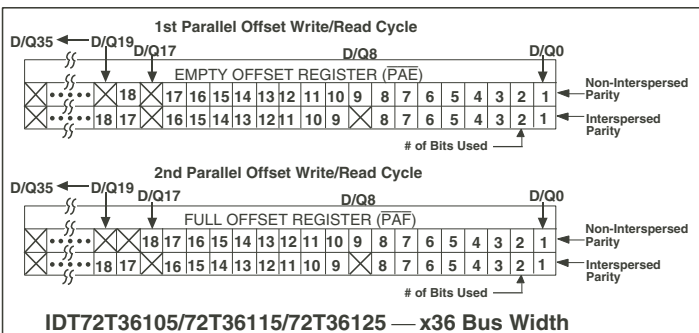 1st Parallel Offset Write/Read Cycle
D/Q35 D/Q19 D/Q17 D/Q8 D/Q0
EMPTY OFFSET REGISTER (PAE)
18 17 16 15 14 13 12 11 10 9 8 7 6 5 4 3 2 1 Non-Interspersed Parity
18 17 16 15 14 13 12 11 10 9 8 7 6 5 4 3 2 1 Interspersed Parity
# of Bits Used
2nd Parallel Offset Write/Read Cycle
D/Q35 D/Q19 D/Q17 D/Q8 D/Q0
FULL OFFSET REGISTER (PAF)
18 17 16 15 14 13 12 11 10 9 8 7 6 5 4 3 2 1 Non-Interspersed Parity
18 17 16 15 14 13 12 11 10 9 8 7 6 5 4 3 2 1 Interspersed Parity
# of Bits Used
IDT72T36105/72T36115/72T36125 — x36 Bus Width